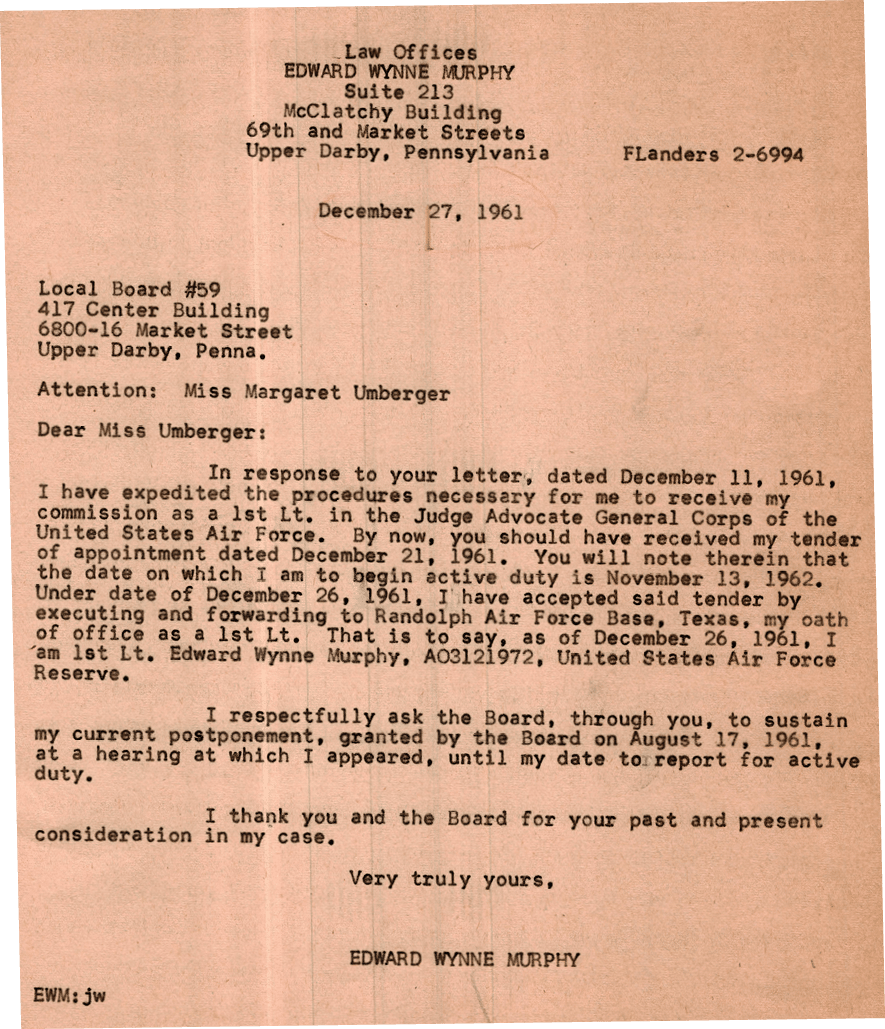 Law Offices
EDWARD WYNNE MURPHY
Suite 213
McClatchy Building
69th and Market Streets
Upper Darby, Pennsylvania FLanders 2-6994
December 27, 1961
Local Board #59
417 Center Building
6800-16 Market Street
Upper Darby, Penna.
Attention: Miss Margaret Umberger
Dear Miss Umberger:
In response to your letter, dated December 11, 1961,
I have expedited the procedures necessary for me to receive my
commission as a 1st Lt. in the Judge Advocate General Corps of the
United States Air Force. By now, you should have received my tender
of appointment dated December 21, 1961. You will note therein that
the date on which I am to begin active duty is November 13, 1962.
Under date of December 26, 1961, I have accepted said tender by
executing and forwarding to Randolph Air Force Base, Texas, my oath
of office as a 1st Lt. That is to say, as of December 26, 1961, I
am 1st Lt. Edward Wynne Murphy, AO3121972, United States Air Force
Reserve.
I respectfully ask the Board, through you, to sustain
my current postponement, granted by the Board on August 17, 1961,
at a hearing at which I appeared, until my date to report for active
duty.
I thank you and the Board for your past and present
consideration in my case.
Very truly yours,
EDWARD WYNNE MURPHY
EWM:jw